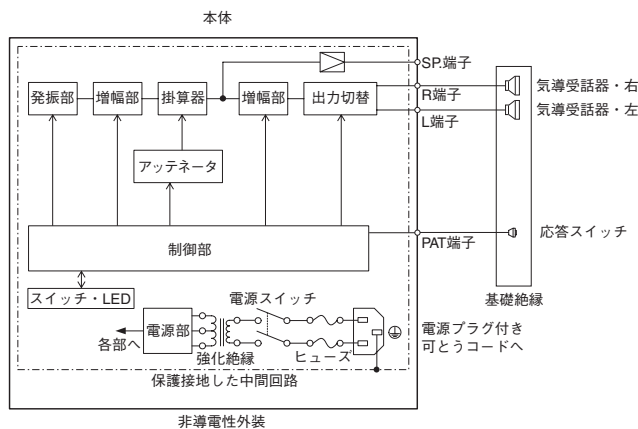 本体
SP.端子
発振部
増幅部
掛算器
増幅部
出力切替
R端子
L端子
気導受話器・右
気導受話器・左
アッテネータ
制御部
PAT端子
応答スイッチ
スイッチ・LED
基礎絶縁
電源スイッチ
電源部
各部へ
強化絶縁
ヒューズ
電源プラグ付き
可とうコードへ
保護接地した中間回路
非導電性外装